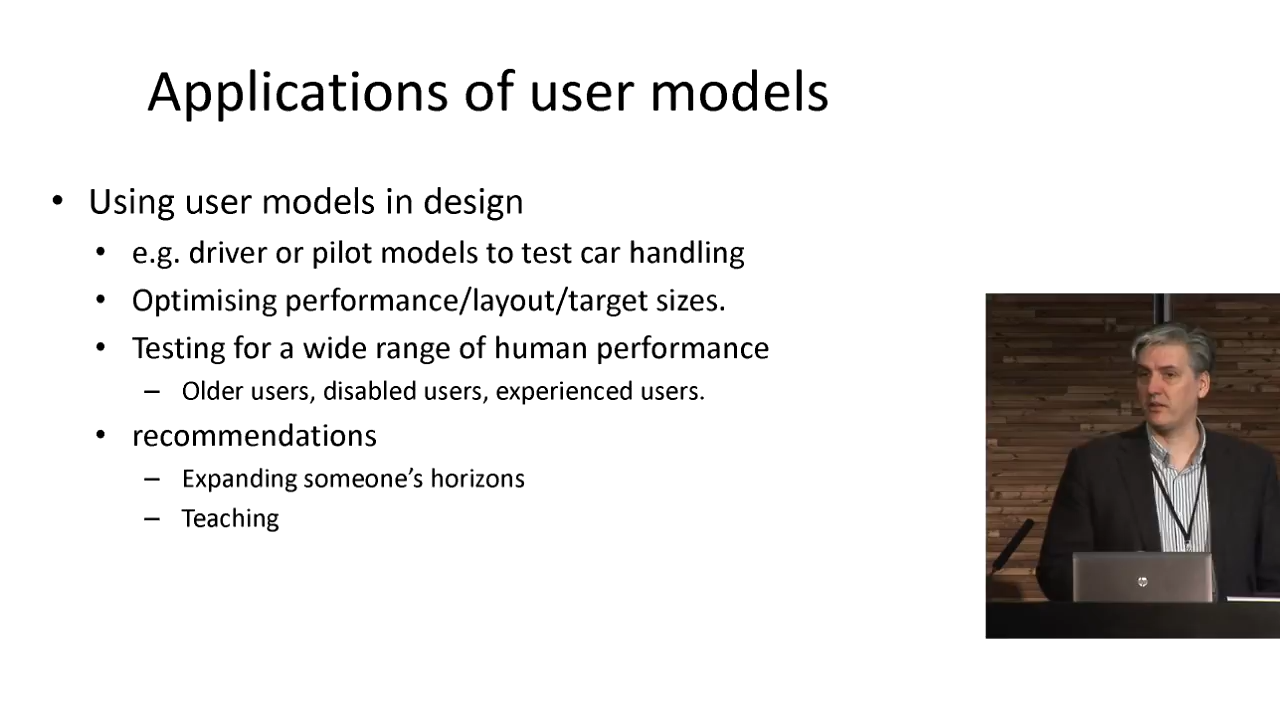 Applications of user models
• Using user models in design
• e.g. driver or pilot models to test car handling
• Optimising performance/layout/target sizes.
• Testing for a wide range of human performance
– Older users, disabled users, experienced users.
• recommendations
– Expanding someone’s horizons
– Teaching
hp